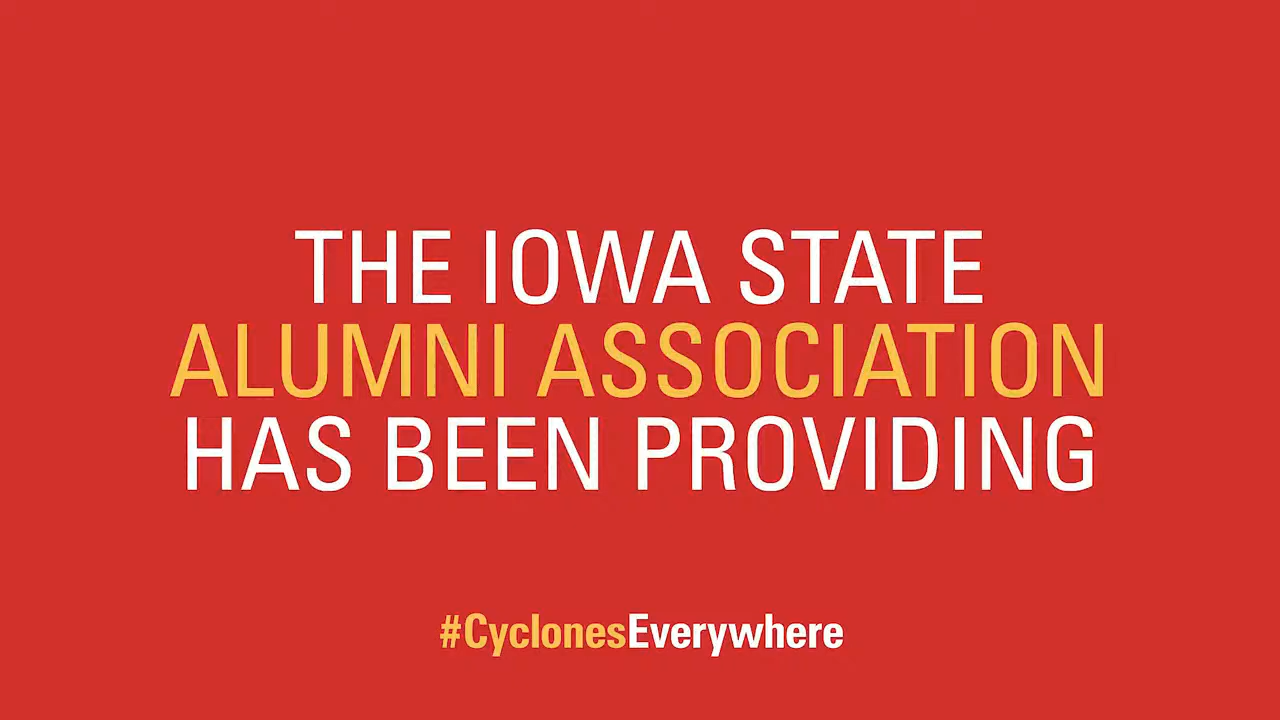 THE IOWA STATE
ALUMNI ASSOCIATION
HAS BEEN PROVIDING
#CyclonesEverywhere